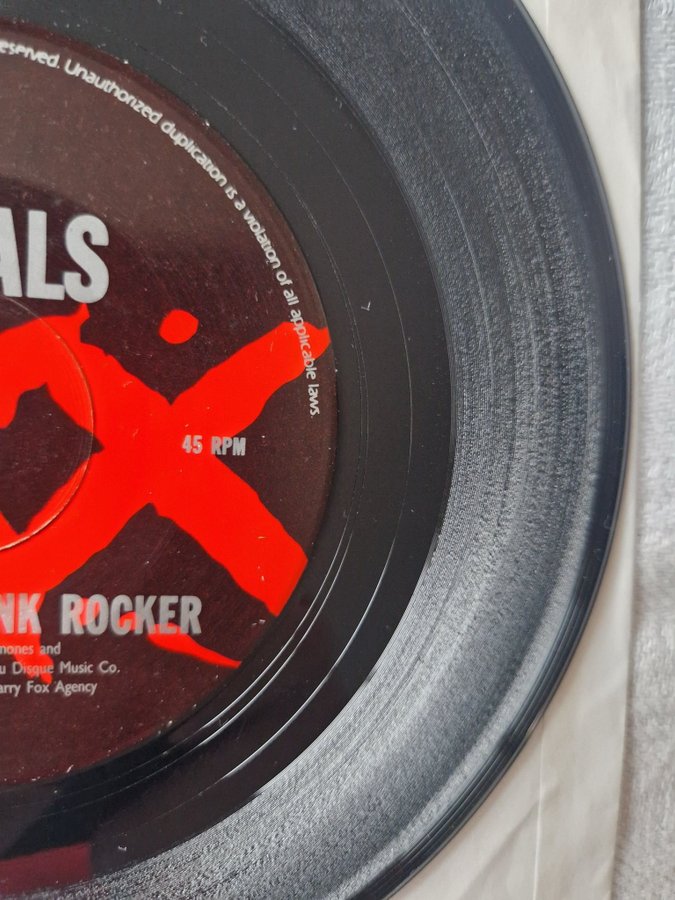 eserved. Unauthorized duplication is a violation of all applicable laws.
ALS
45 RPM
NK ROCKER
mones and
u Disque Music Co.
arry Fox Agency